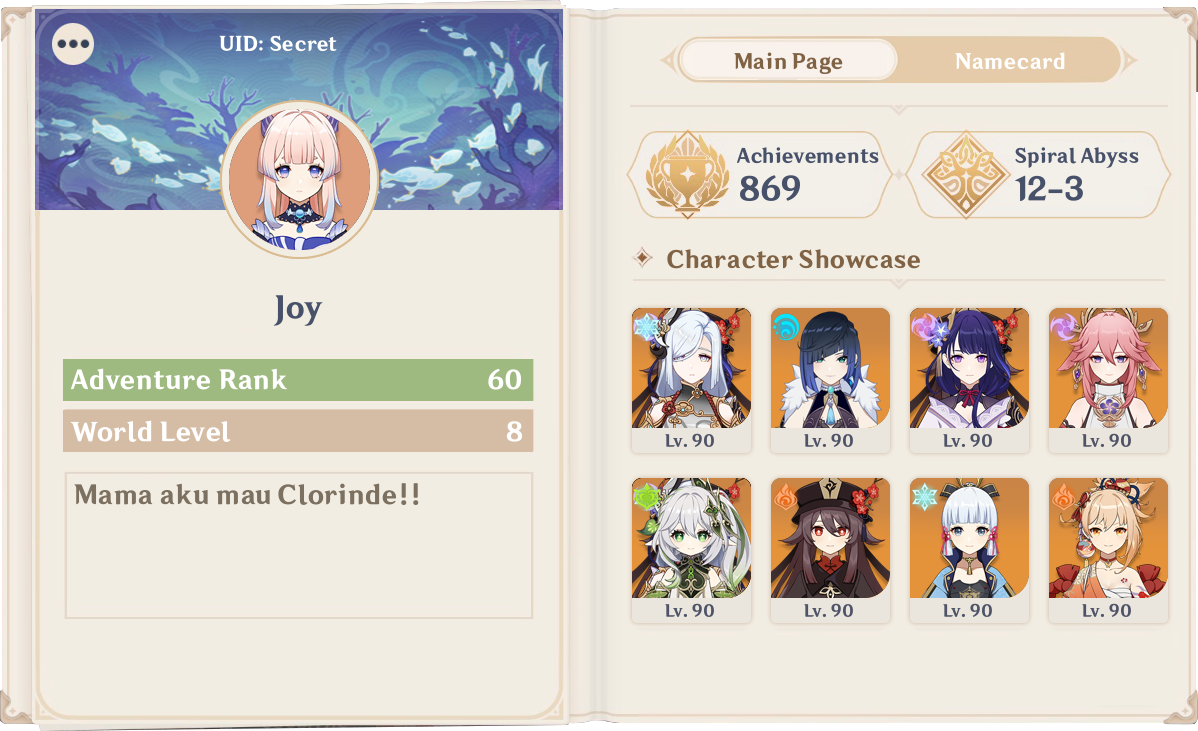 UID: Secret
Joy
Adventure Rank 60
World Level 8
Mama aku mau Clorinde!!
Main Page Namecard
Achievements Spiral Abyss
869 12-3
Character Showcase
Lv. 90 Lv. 90 Lv. 90 Lv. 90
Lv. 90 Lv. 90 Lv. 90 Lv. 90